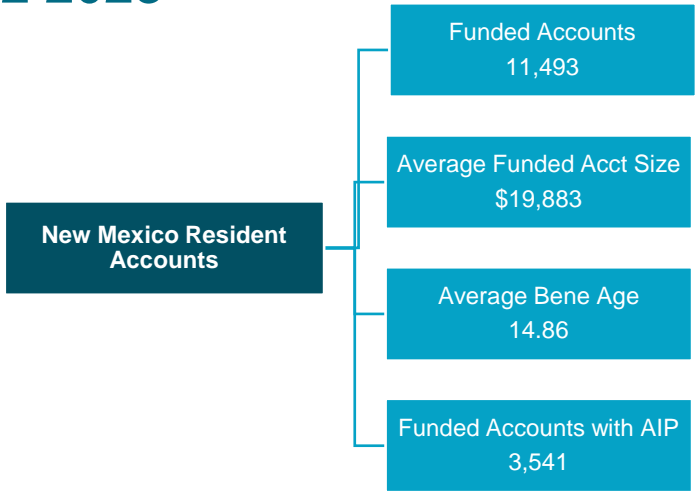 Funded Accounts
11,493
Average Funded Acct Size
$19,883
New Mexico Resident
Accounts
Average Bene Age
14.86
Funded Accounts with AIP
3,541